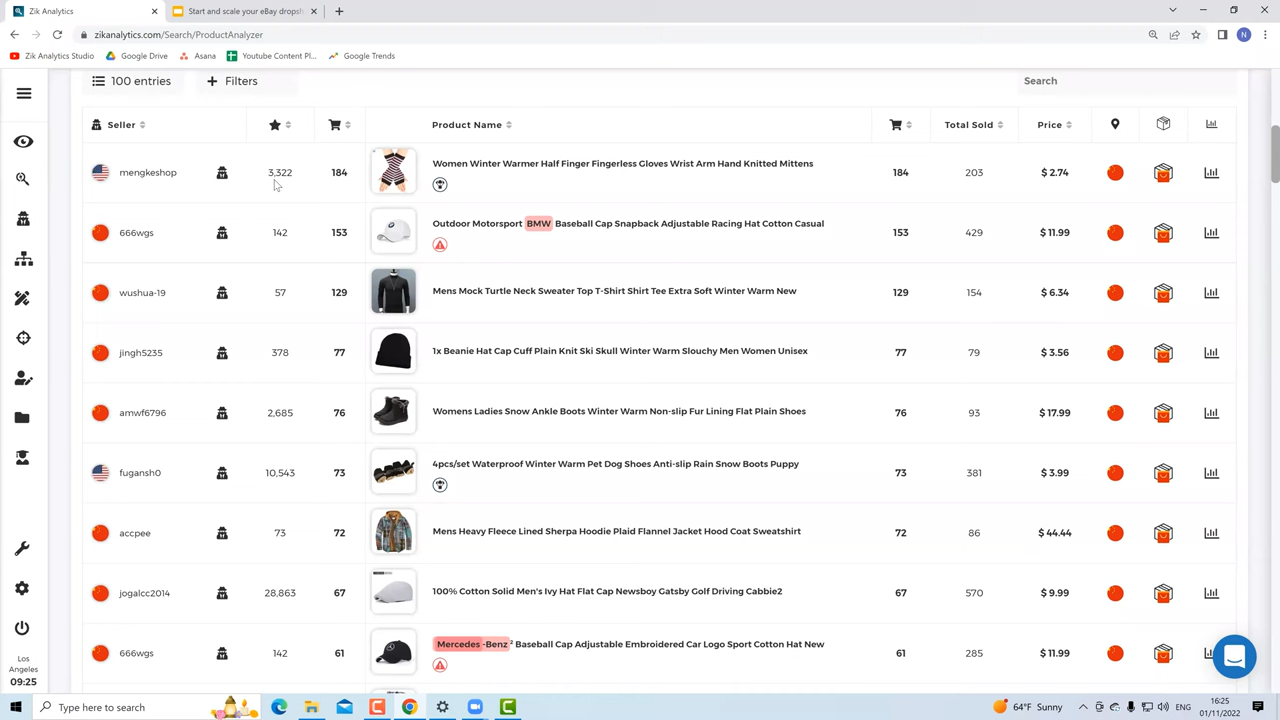 Zik Analytics
Start and scale your eBay dropsh
zikanalytics.com/Search/ProductAnalyzer
N
Zik Analytics Studio
Google Drive
Asana
Youtube Content Pl...
Google Trends
100 entries
+ Filters
Search
Seller
Product Name
Total Sold
Price
mengkeshop 3,322 184 Women Winter Warmer Half Finger Fingerless Gloves Wrist Arm Hand Knitted Mittens 184 203 $ 2.74
666wgs 142 153 Outdoor Motorsport BMW Baseball Cap Snapback Adjustable Racing Hat Cotton Casual 153 429 $ 11.99
wushua-19 57 129 Mens Mock Turtle Neck Sweater Top T-Shirt Shirt Tee Extra Soft Winter Warm New 129 154 $ 6.34
jingh5235 378 77 1x Beanie Hat Cap Cuff Plain Knit Ski Skull Winter Warm Slouchy Men Women Unisex 77 79 $ 3.56
amwf6796 2,685 76 Womens Ladies Snow Ankle Boots Winter Warm Non-slip Fur Lining Flat Plain Shoes 76 93 $ 17.99
fugansh0 10,543 73 4pcs/set Waterproof Winter Warm Pet Dog Shoes Anti-slip Rain Snow Boots Puppy 73 381 $ 3.99
accpee 73 72 Mens Heavy Fleece Lined Sherpa Hoodie Plaid Flannel Jacket Hood Coat Sweatshirt 72 86 $ 44.44
jogalcc2014 28,863 67 100% Cotton Solid Men's Ivy Hat Flat Cap Newsboy Gatsby Golf Driving Cabbie2 67 570 $ 9.99
666wgs 142 61 Mercedes -Benz ² Baseball Cap Adjustable Embroidered Car Logo Sport Cotton Hat New 61 285 $ 11.99
Los
Angeles
09:25
Type here to search
64°F Sunny
16:25
01/11/2022